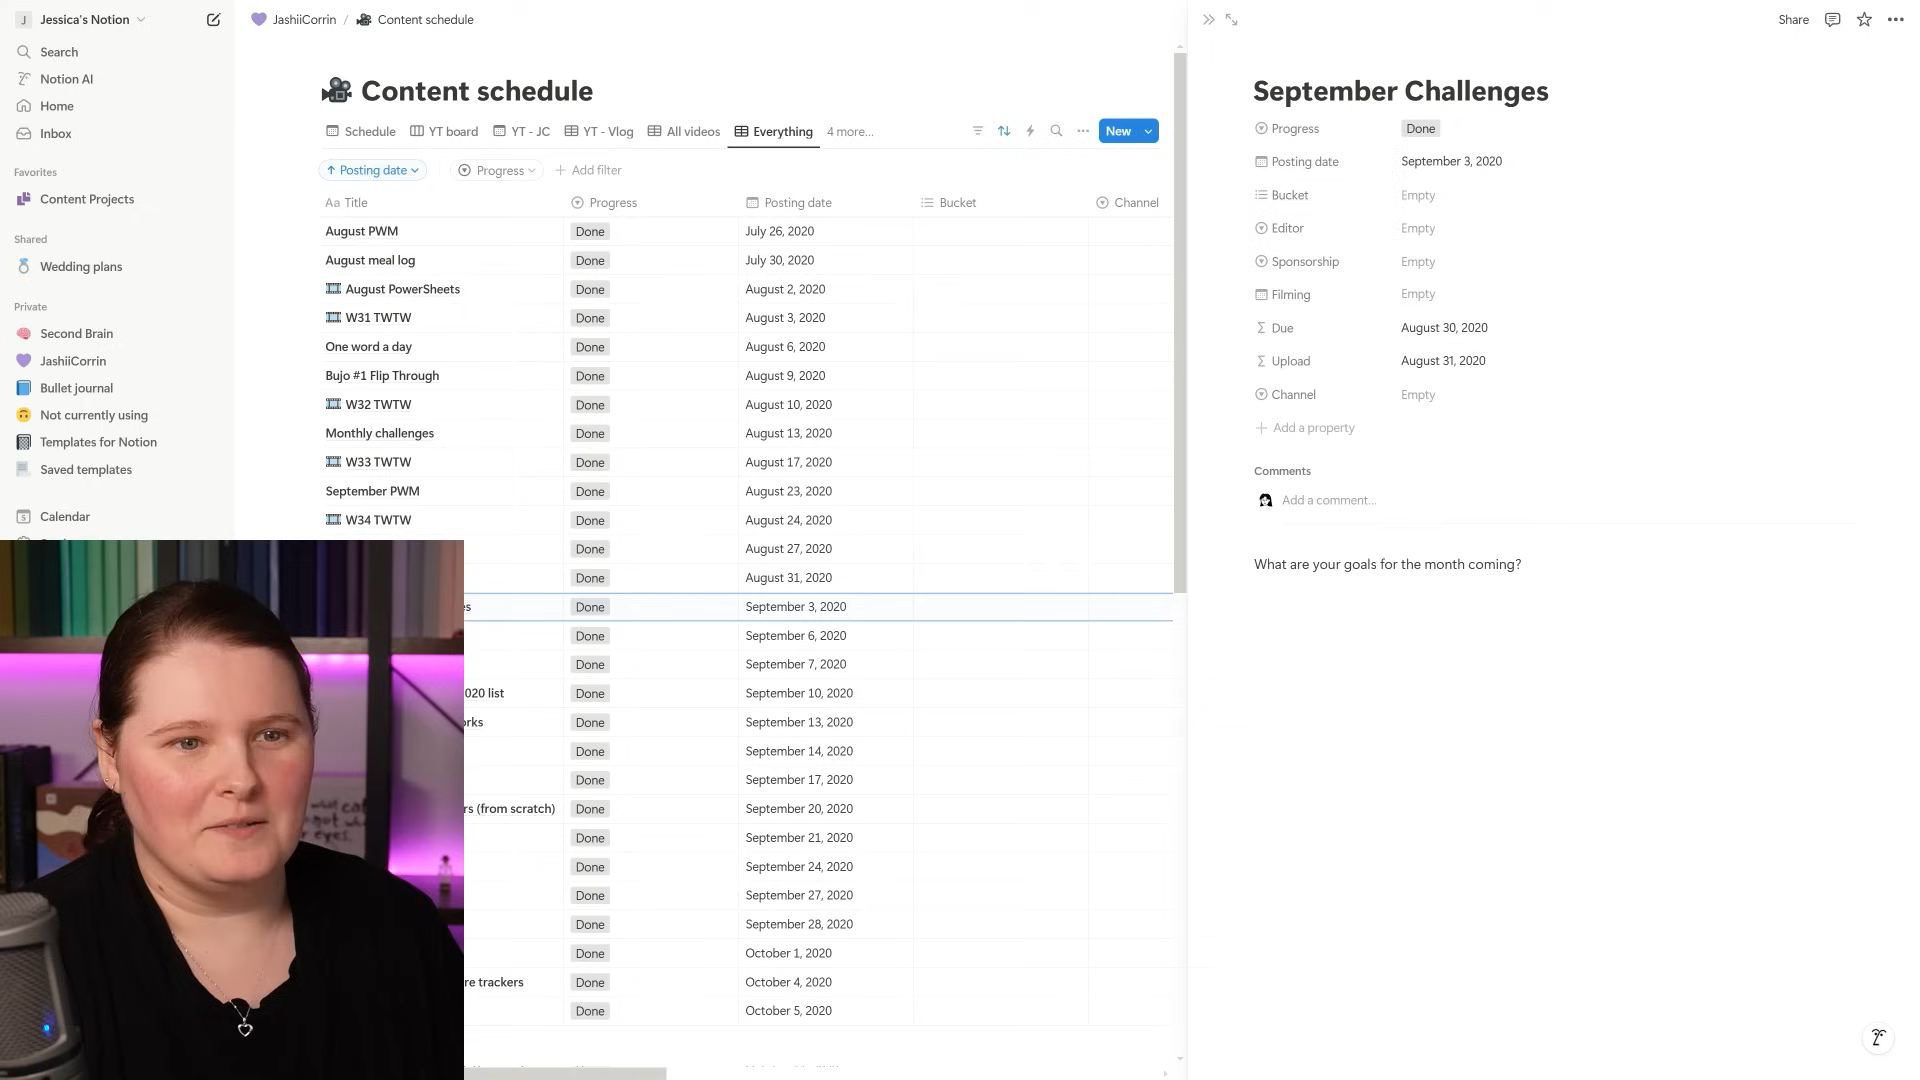 J Jessica's Notion
Search
Notion AI
Home
Inbox
Favorites
Content Projects
Shared
Wedding plans
Private
Second Brain
JashiiCorrin
Bullet journal
Not currently using
Templates for Notion
Saved templates
Calendar
JashiiCorrin / Content schedule
Content schedule
Schedule YT board YT - JC YT - Vlog All videos Everything 4 more... New
Posting date Progress Add filter
Aa Title Progress Posting date Bucket Channel
August PWM Done July 26, 2020
August meal log Done July 30, 2020
August PowerSheets Done August 2, 2020
W31 TWTW Done August 3, 2020
One word a day Done August 6, 2020
Bujo #1 Flip Through Done August 9, 2020
W32 TWTW Done August 10, 2020
Monthly challenges Done August 13, 2020
W33 TWTW Done August 17, 2020
September PWM Done August 23, 2020
W34 TWTW Done August 24, 2020
Done August 27, 2020
Done August 31, 2020
es Done September 3, 2020
Done September 6, 2020
Done September 7, 2020
020 list Done September 10, 2020
orks Done September 13, 2020
Done September 14, 2020
Done September 17, 2020
rs (from scratch) Done September 20, 2020
Done September 21, 2020
Done September 24, 2020
Done September 27, 2020
Done September 28, 2020
Done October 1, 2020
re trackers Done October 4, 2020
Done October 5, 2020
Share
September Challenges
Progress Done
Posting date September 3, 2020
Bucket Empty
Editor Empty
Sponsorship Empty
Filming Empty
Due August 30, 2020
Upload August 31, 2020
Channel Empty
Add a property
Comments
Add a comment...
What are your goals for the month coming?